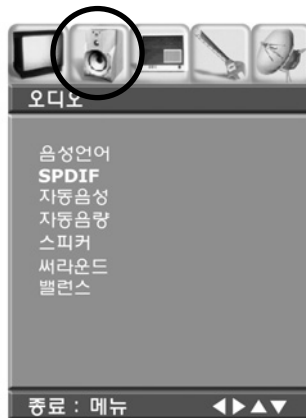 오디오
음성언어
SPDIF
자동음성
자동음량
스피커
써라운드
밸런스
종료 : 메뉴 ◀▶▲▼